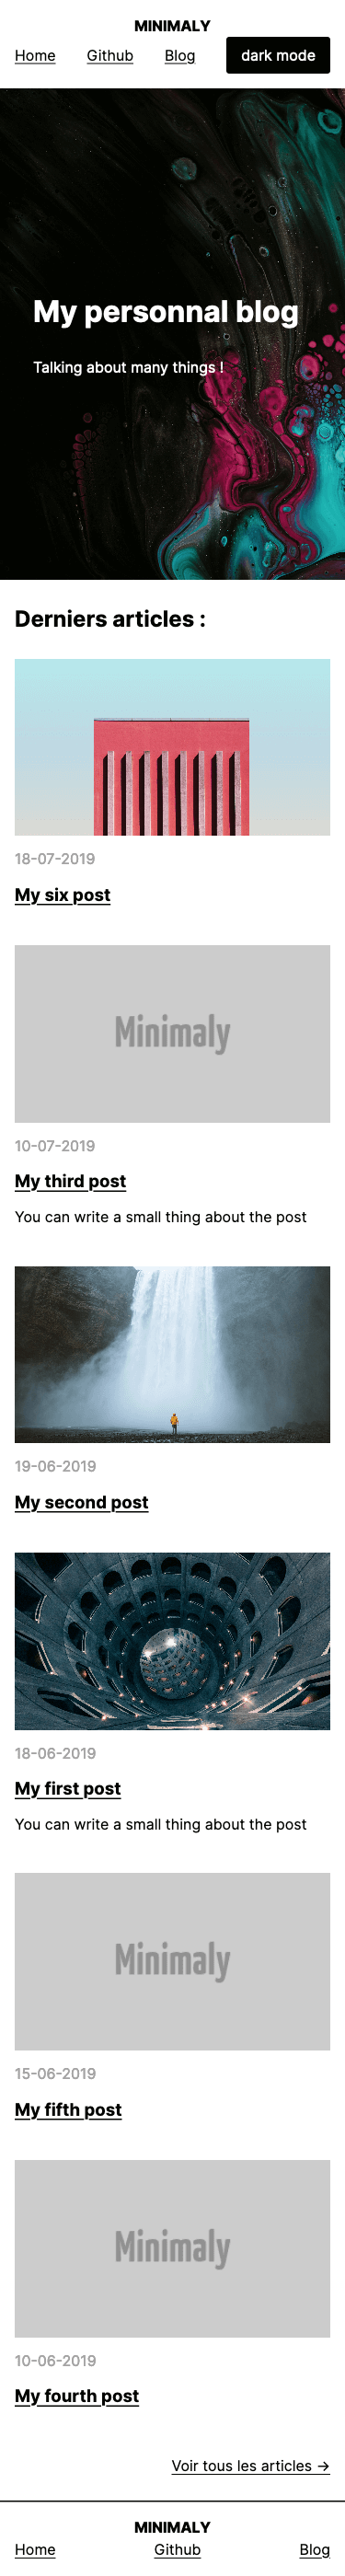 MINIMALY
Home Github Blog dark mode
My personnal blog
Talking about many things !
Derniers articles :
18-07-2019
My six post
Minimaly
10-07-2019
My third post
You can write a small thing about the post
19-06-2019
My second post
18-06-2019
My first post
You can write a small thing about the post
Minimaly
15-06-2019
My fifth post
Minimaly
10-06-2019
My fourth post
Voir tous les articles →
MINIMALY
Home Github Blog